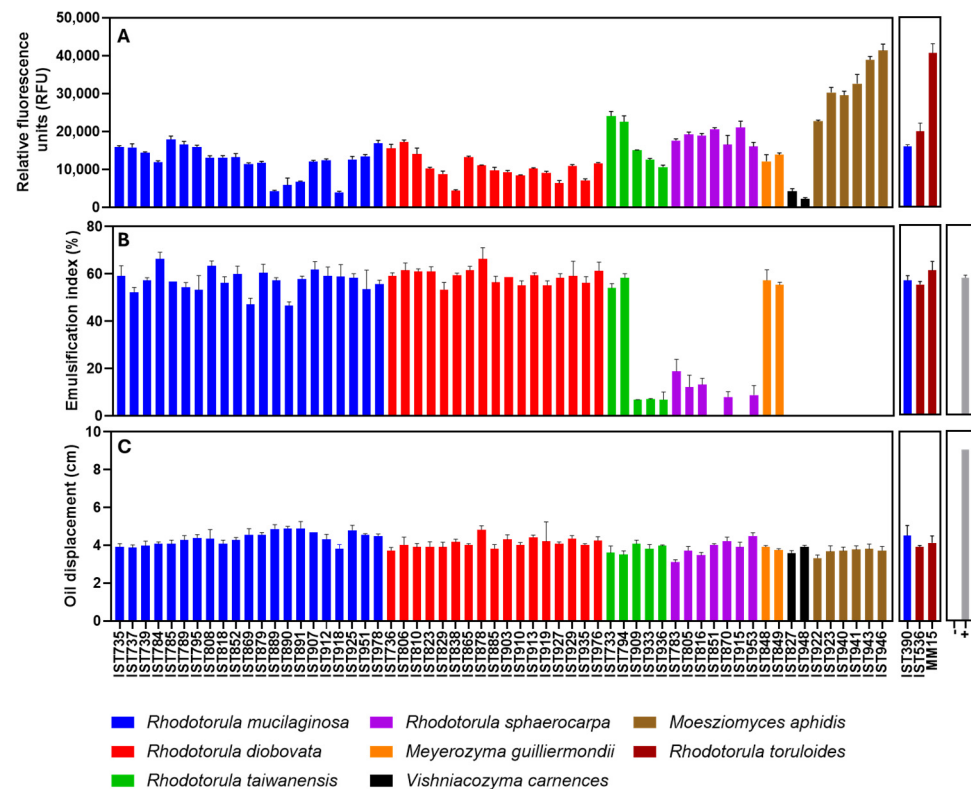 A
Relative fluorescence
units (RFU)
50,000
40,000
30,000
20,000
10,000
0
B
Emulsification index (%)
80
60
40
20
0
C
Oil displacement (cm)
10
8
6
4
2
0
IST735
IST737
IST739
IST784
IST785
IST789
IST795
IST808
IST818
IST852
IST869
IST879
IST889
IST890
IST891
IST907
IST912
IST918
IST925
IST951
IST978
IST736
IST806
IST810
IST823
IST829
IST838
IST865
IST878
IST885
IST903
IST910
IST913
IST919
IST927
IST929
IST935
IST976
IST733
IST794
IST909
IST933
IST936
IST783
IST805
IST816
IST851
IST870
IST915
IST953
IST848
IST849
IST827
IST948
IST922
IST923
IST940
IST941
IST943
IST946
IST390
IST536
MM15
-
+
Rhodotorula mucilaginosa
Rhodotorula sphaerocarpa
Moesziomyces aphidis
Rhodotorula diobovata
Meyerozyma guilliermondii
Rhodotorula toruloides
Rhodotorula taiwanensis
Vishniacozyma carnences